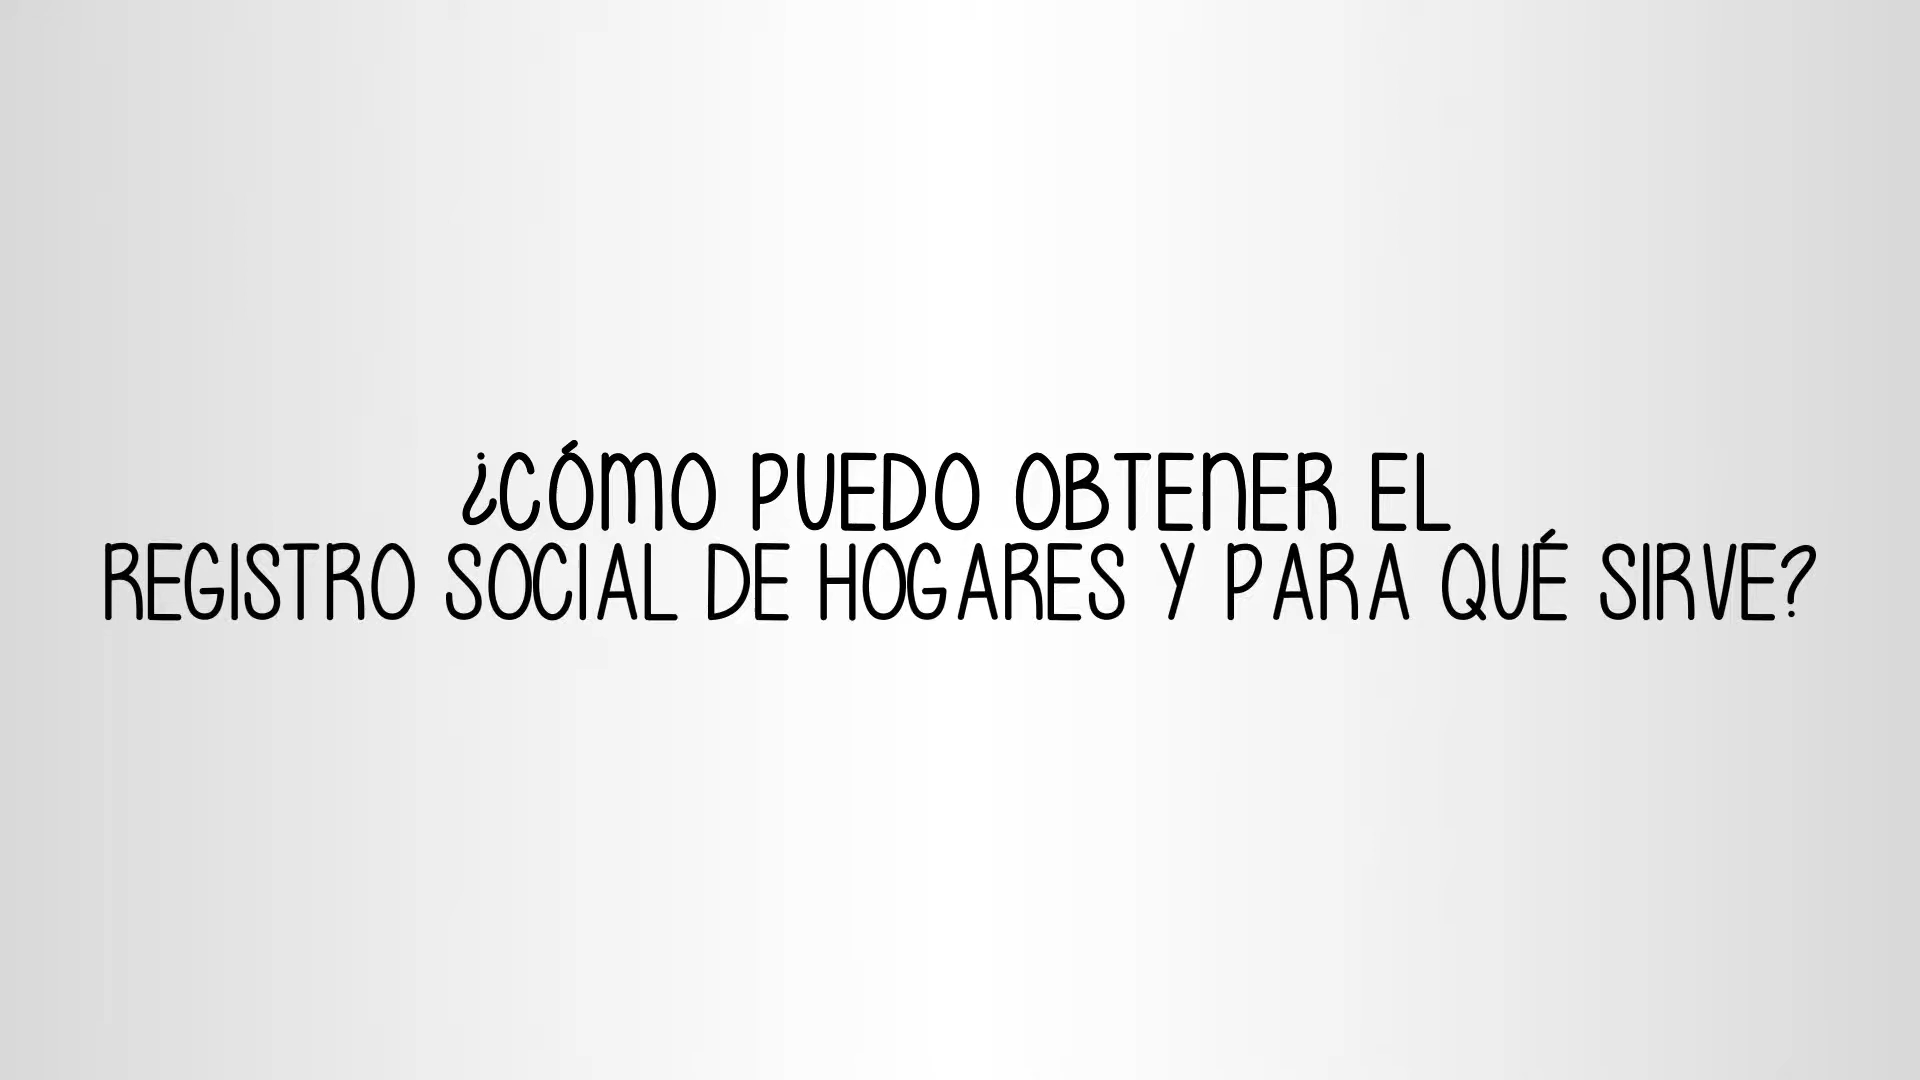 ¿CÓMO PUEDO OBTENER EL
REGISTRO SOCIAL DE HOGARES Y PARA QUÉ SIRVE?